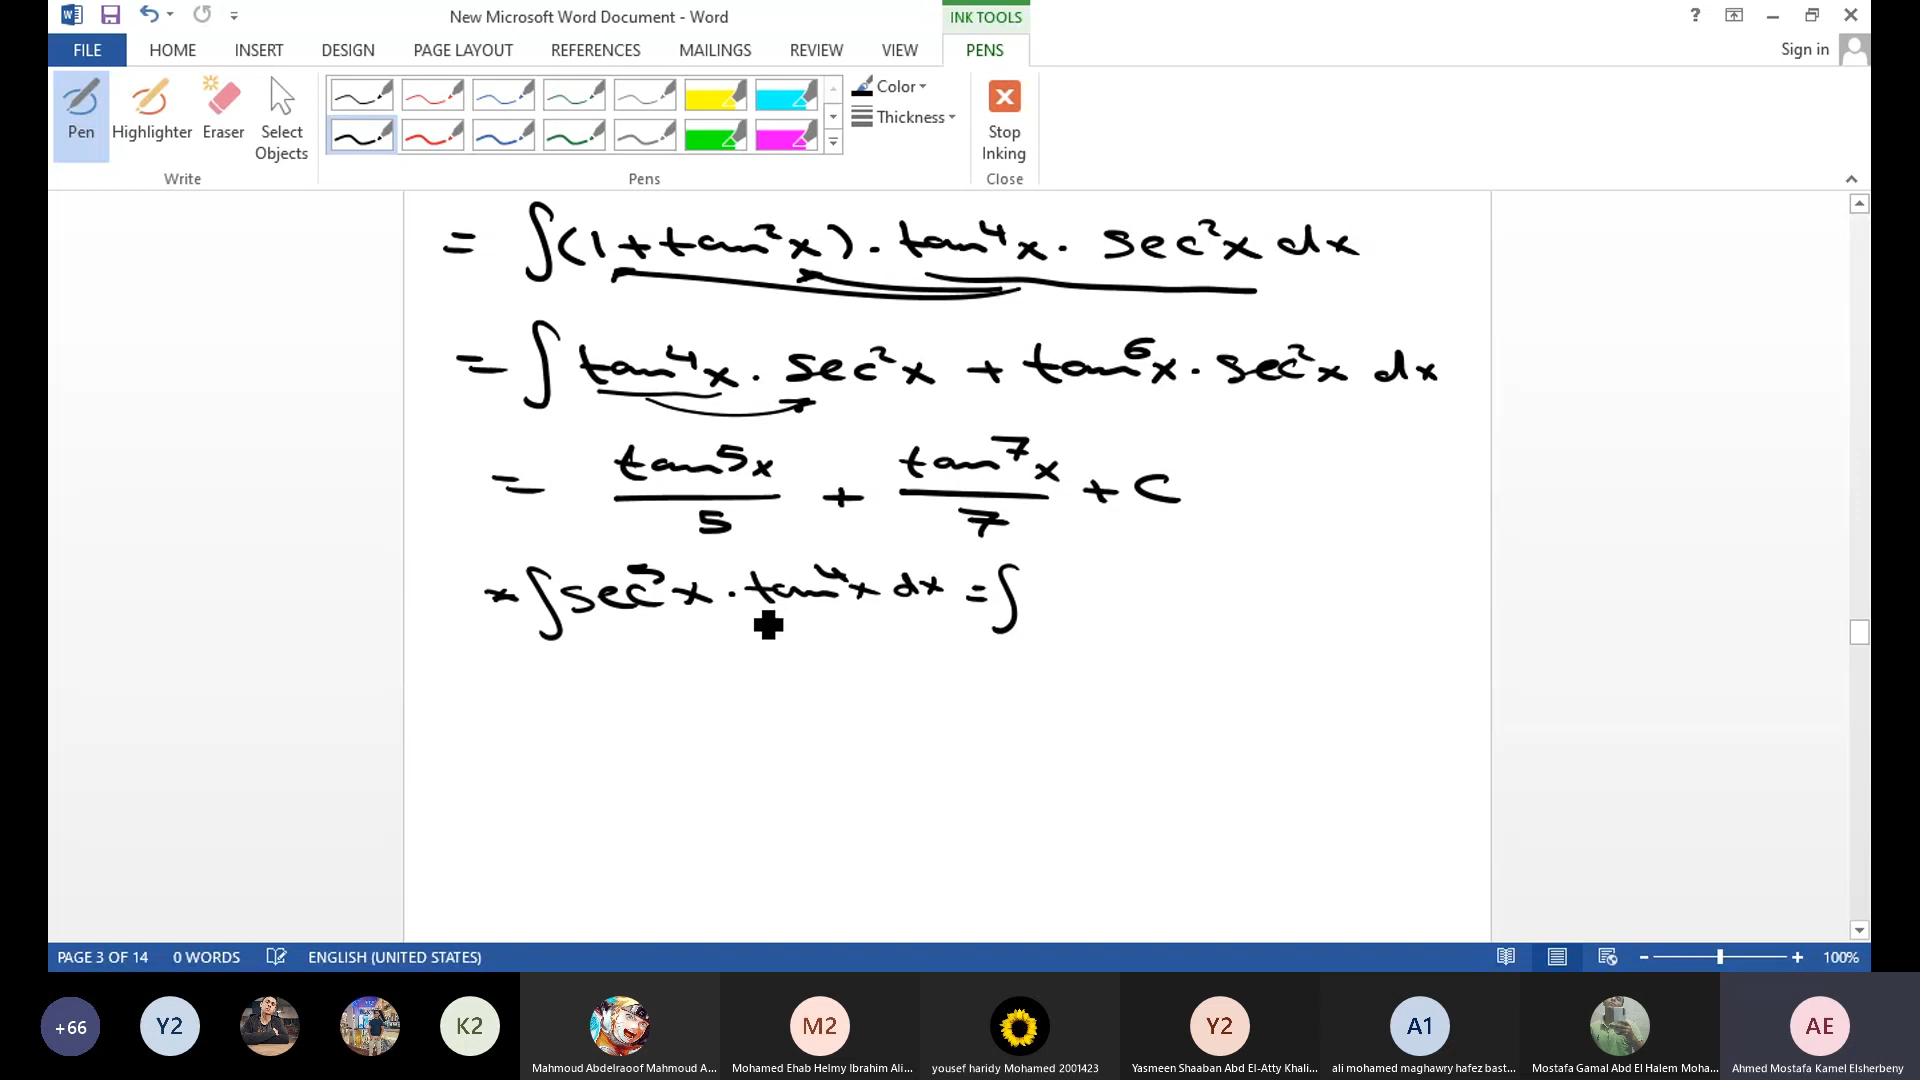 New Microsoft Word Document - Word
INK TOOLS
FILE HOME INSERT DESIGN PAGE LAYOUT REFERENCES MAILINGS REVIEW VIEW PENS
Sign in
Pen Highlighter Eraser Select Objects
Color
Thickness
Stop Inking
Write Pens Close
= ∫(1+tan²x)·tan⁴x·sec²x dx
= ∫tan⁴x·sec²x + tan⁶x·sec²x dx
= tan⁵x/5 + tan⁷x/7 + C
∫sec x·tan⁴x dx = ∫
PAGE 3 OF 14 0 WORDS ENGLISH (UNITED STATES) 100%
+66 Y2 K2 M2 Y2 A1 AE
Mahmoud Abdelraoof Mahmoud A... Mohamed Ehab Helmy Ibrahim Ali... yousef haridy Mohamed 2001423 Yasmeen Shaaban Abd El-Atty Khali... ali mohamed maghawry hafez bast... Mostafa Gamal Abd El Halem Moha... Ahmed Mostafa Kamel Elsherbeny